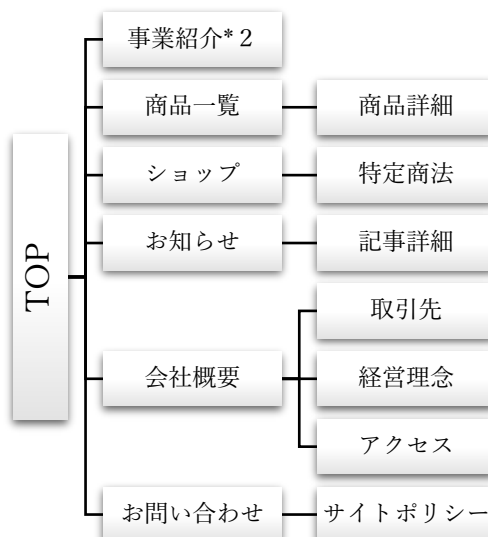 TOP
事業紹介*２
商品一覧
商品詳細
ショップ
特定商法
お知らせ
記事詳細
会社概要
取引先
経営理念
アクセス
お問い合わせ
サイトポリシー